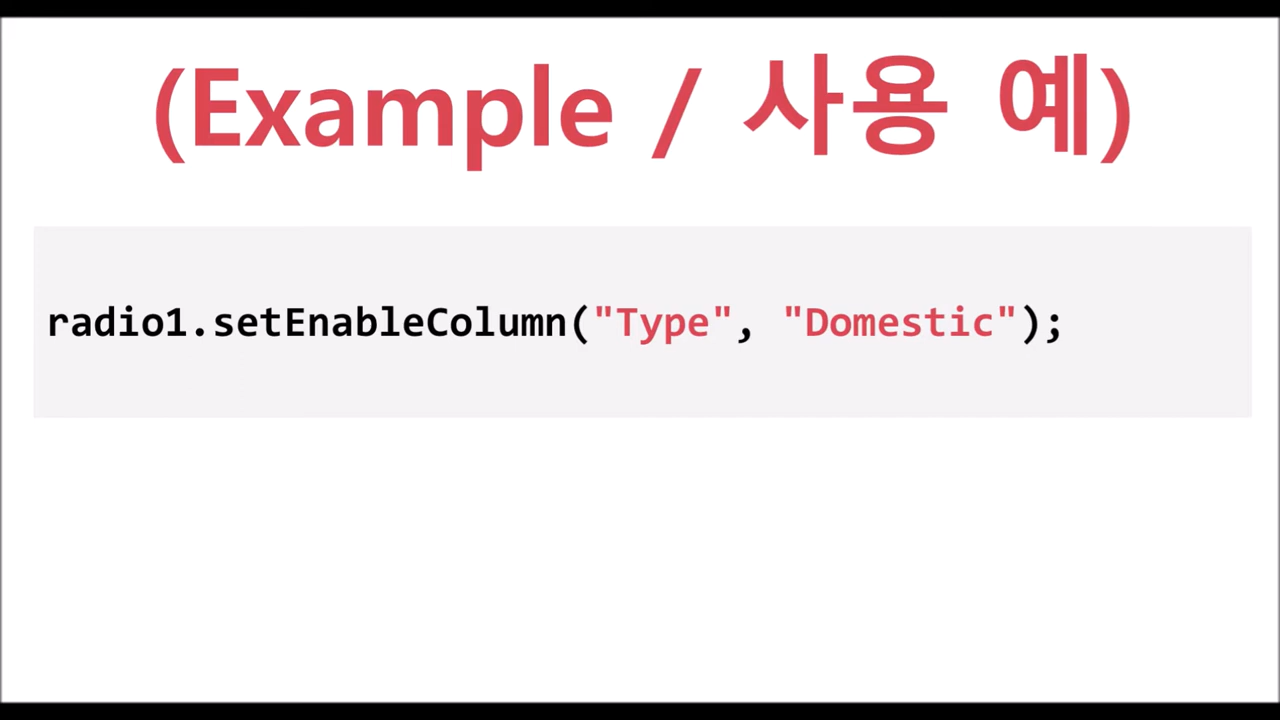 (Example / 사용 예)
radio1.setEnableColumn("Type", "Domestic");